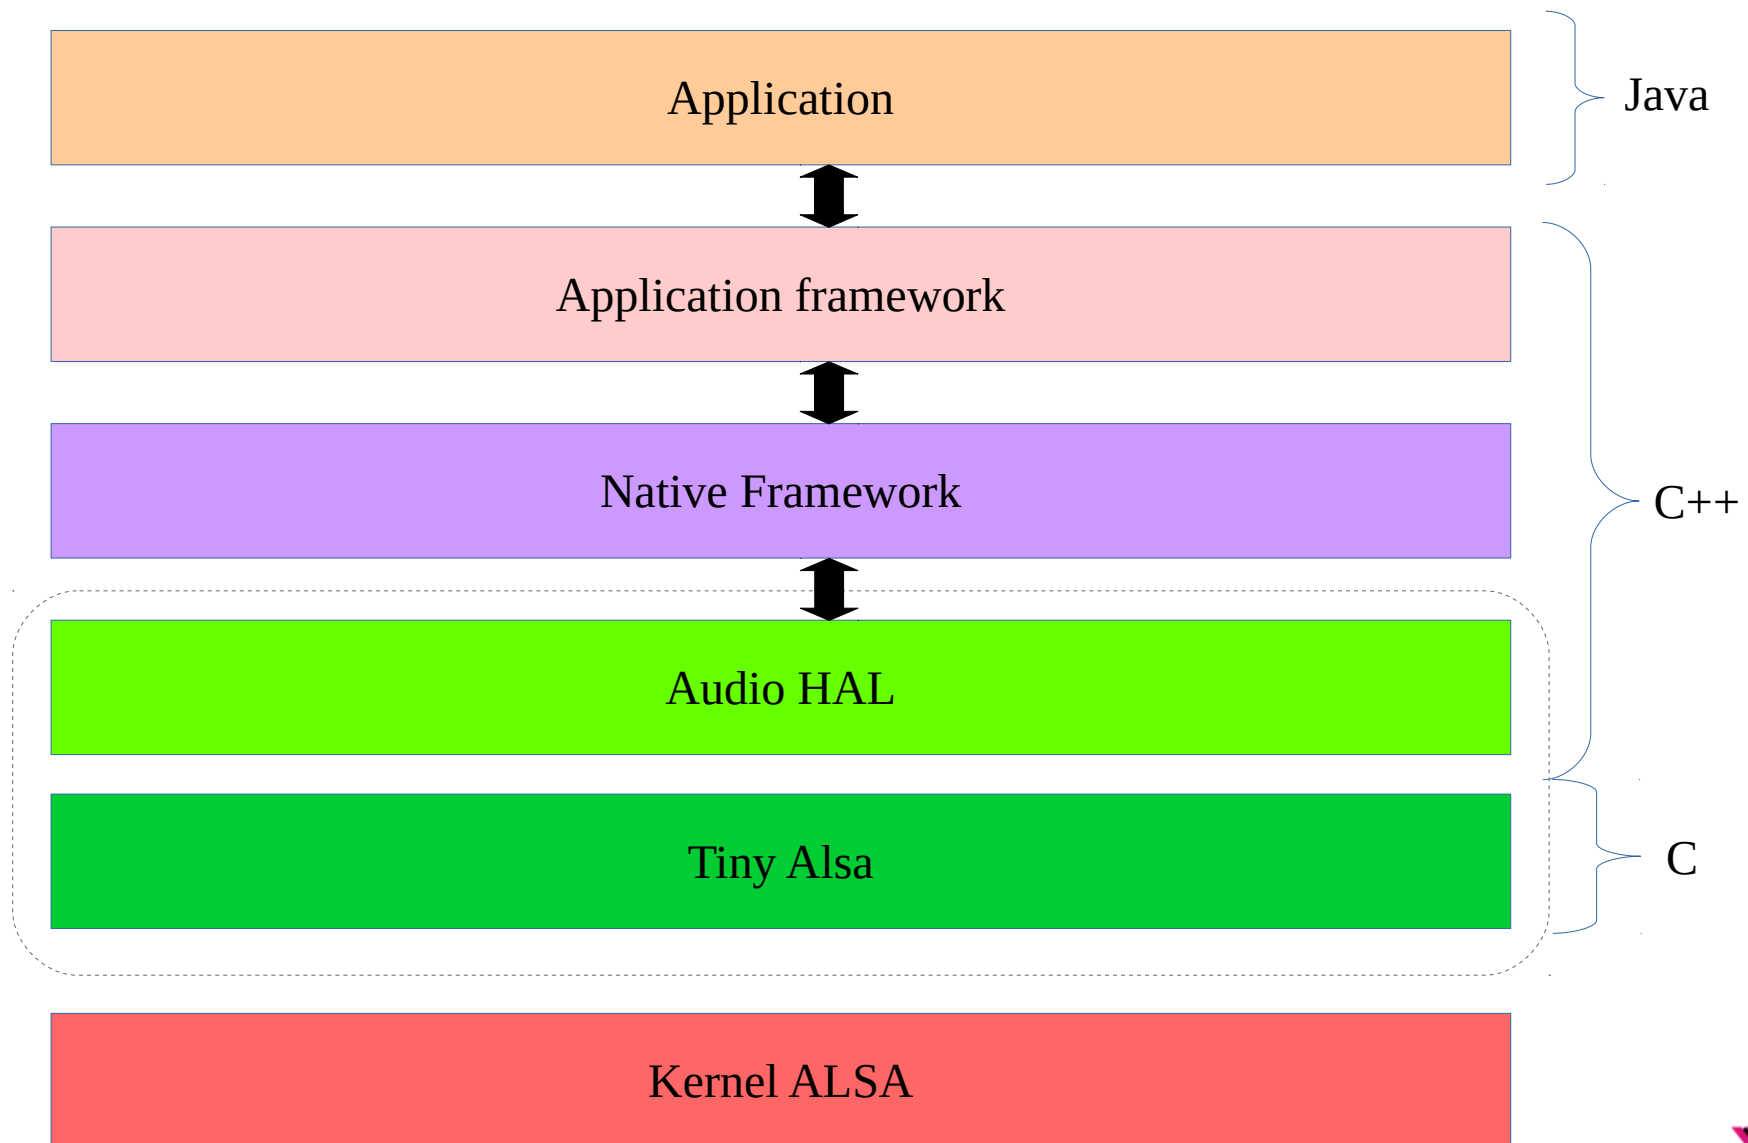 Application
Java
Application framework
Native Framework
C++
Audio HAL
Tiny Alsa
C
Kernel ALSA